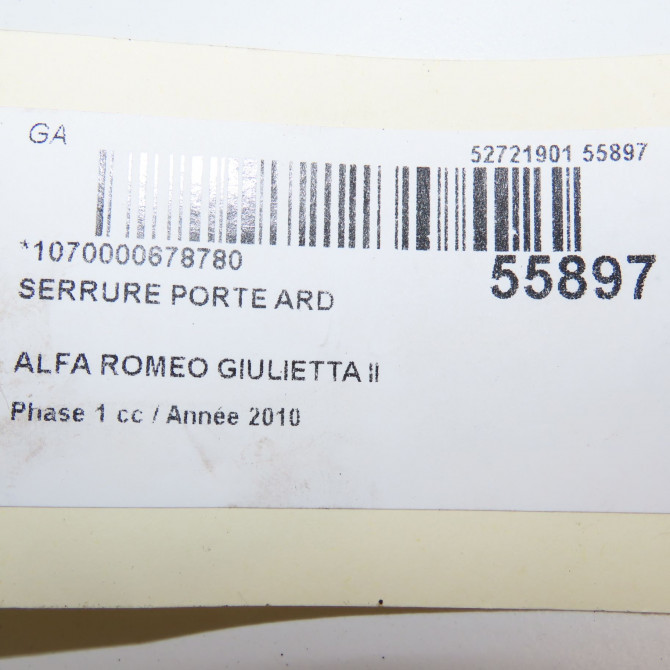 GA
52721901 55897
*1070000678780
55897
SERRURE PORTE ARD
ALFA ROMEO GIULIETTA II
Phase 1 cc / Année 2010